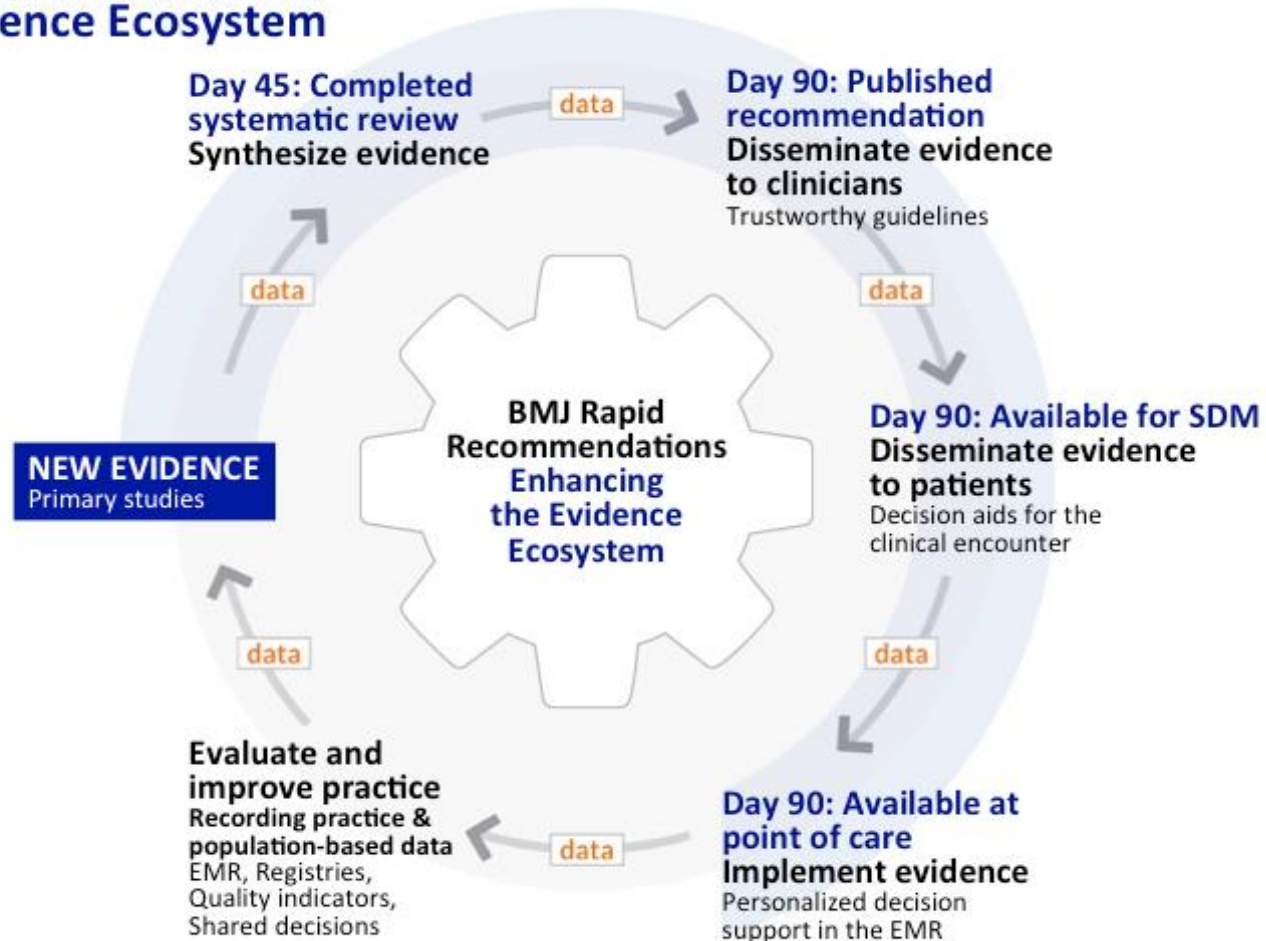 ence Ecosystem
Day 45: Completed
systematic review
Synthesize evidence
data
Day 90: Published
recommendation
Disseminate evidence
to clinicians
Trustworthy guidelines
data
data
BMJ Rapid
Recommendations
Enhancing
the Evidence
Ecosystem
Day 90: Available for SDM
Disseminate evidence
to patients
Decision aids for the
clinical encounter
NEW EVIDENCE
Primary studies
data
data
Evaluate and
improve practice
Recording practice &
population-based data
EMR, Registries,
Quality indicators,
Shared decisions
data
Day 90: Available at
point of care
Implement evidence
Personalized decision
support in the EMR